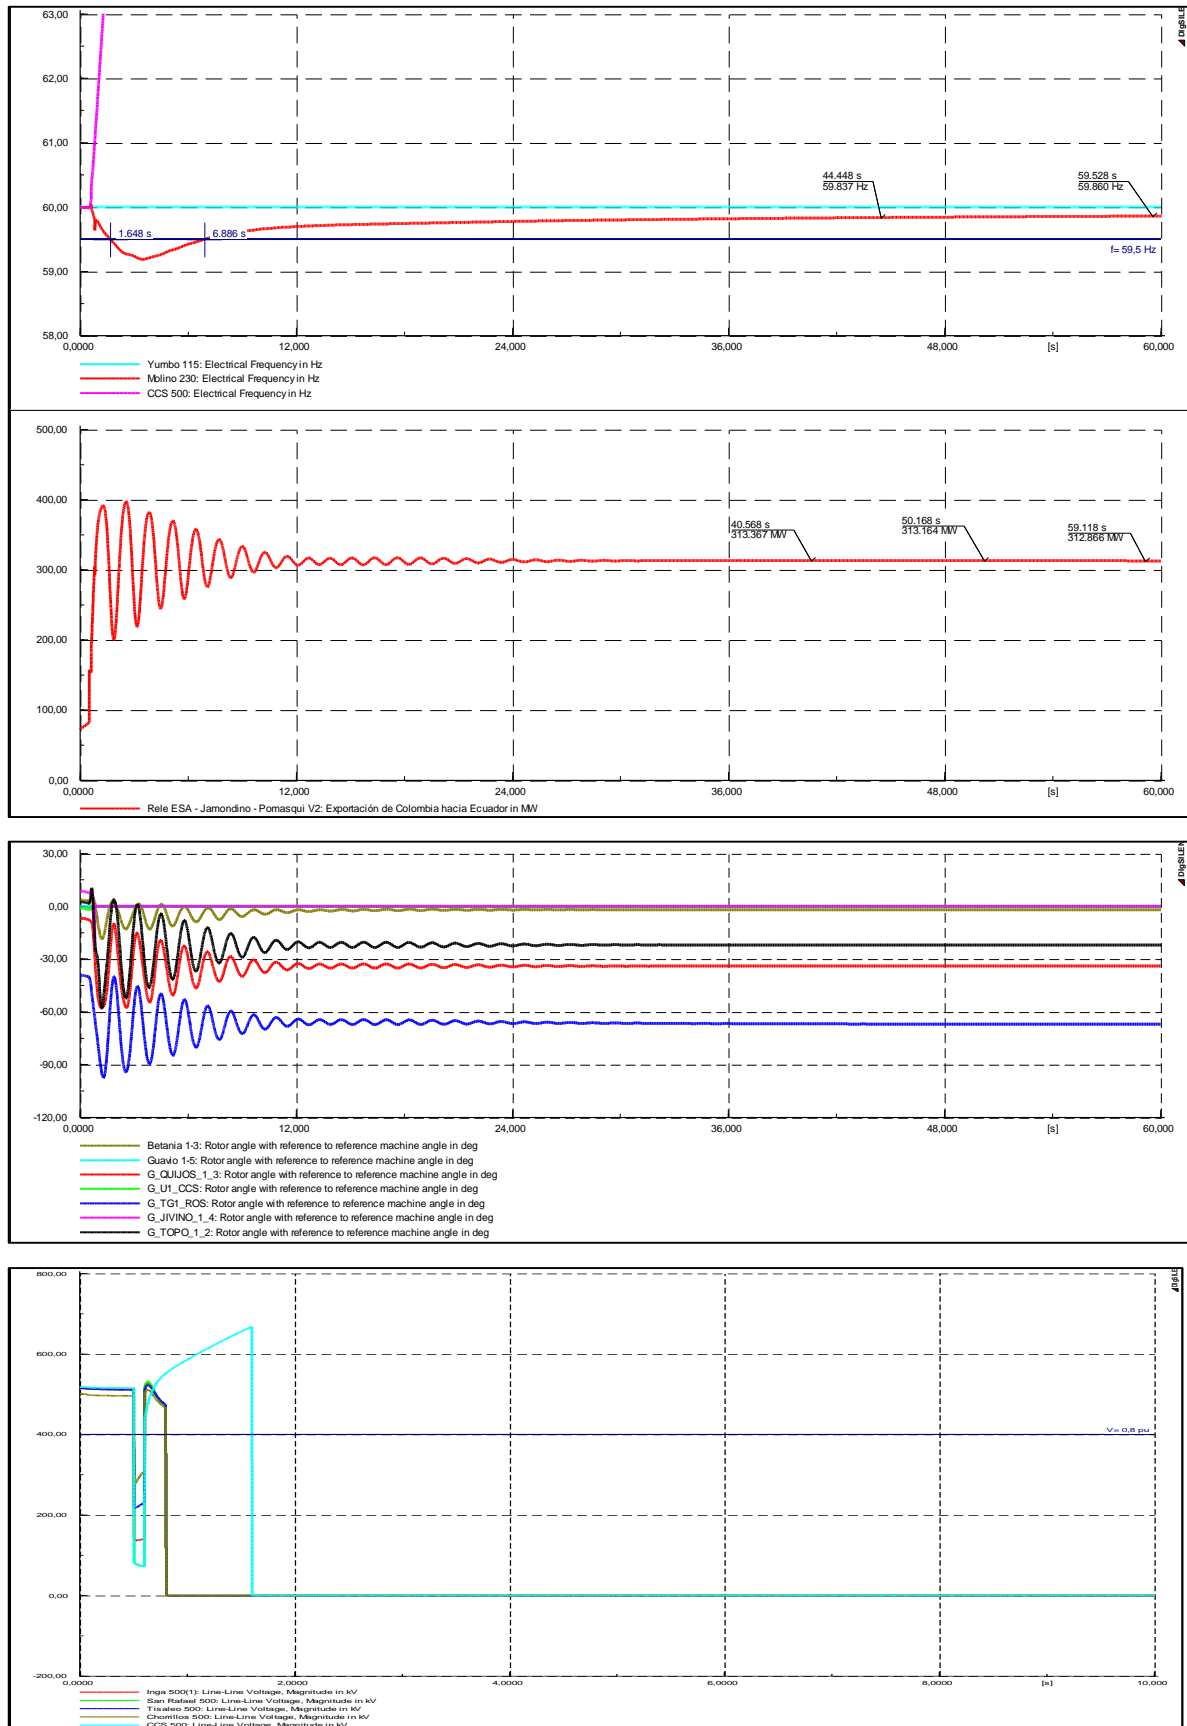 63,00
DIgSILE
62,00
61,00
44.448 s
59.837 Hz
59.528 s
59.860 Hz
60,00
1.648 s
6.886 s
f= 59,5 Hz
59,00
58,00
0,0000
12,000
24,000
36,000
48,000
[s]
60,000
Yumbo 115: Electrical Frequency in Hz
Molino 230: Electrical Frequency in Hz
CCS 500: Electrical Frequency in Hz
500,00
400,00
40.568 s
313.367 MW
50.168 s
313.164 MW
59.118 s
312.866 MW
300,00
200,00
100,00
0,00
0,0000
12,000
24,000
36,000
48,000
[s]
60,000
Rele ESA - Jamondino - Pomasqui V2: Exportación de Colombia hacia Ecuador in MW
30,00
DIgSILEN
0,00
-30,00
-60,00
-90,00
-120,00
0,0000
12,000
24,000
36,000
48,000
[s]
60,000
Betania 1-3: Rotor angle with reference to reference machine angle in deg
Guavio 1-5: Rotor angle with reference to reference machine angle in deg
G_QUIJOS_1_3: Rotor angle with reference to reference machine angle in deg
G_U1_CCS: Rotor angle with reference to reference machine angle in deg
G_TG1_ROS: Rotor angle with reference to reference machine angle in deg
G_JIVINO_1_4: Rotor angle with reference to reference machine angle in deg
G_TOPO_1_2: Rotor angle with reference to reference machine angle in deg
800,00
DIgSILE
600,00
400,00
V= 0,8 pu
200,00
0,00
-200,00
0,0000
2,0000
4,0000
6,0000
8,0000
[s]
10,000
Inga 500(1): Line-Line Voltage, Magnitude in kV
San Rafael 500: Line-Line Voltage, Magnitude in kV
Tisaleo 500: Line-Line Voltage, Magnitude in kV
Chorrillos 500: Line-Line Voltage, Magnitude in kV
CCS 500: Line-Line Voltage, Magnitude in kV